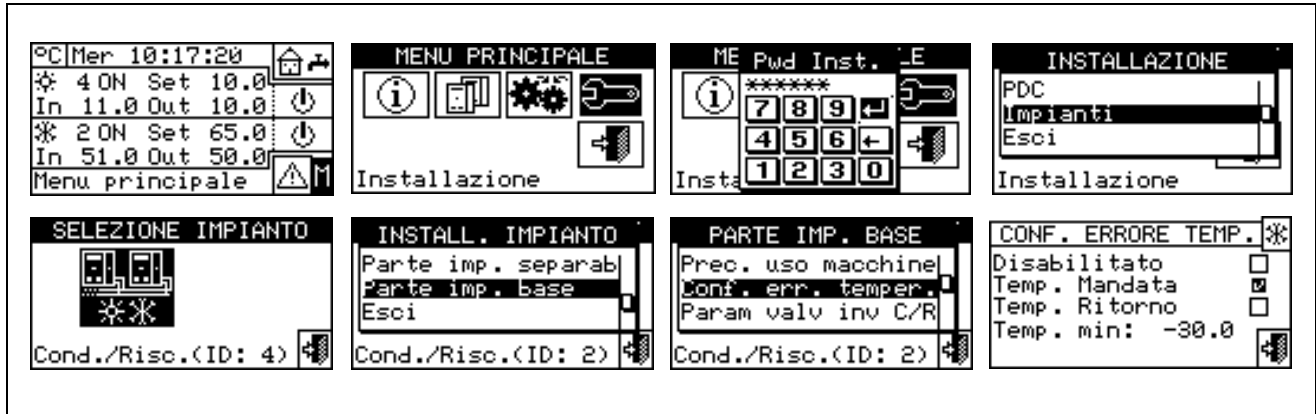 °C Mer 10:17:20
4 ON Set 10.0
In 11.0 Out 10.0
2 ON Set 65.0
In 51.0 Out 50.0
Menu principale M
MENU PRINCIPALE
i
Installazione
ME Pwd Inst. LE
i
******
7 8 9
4 5 6
1 2 3 0
Insta
INSTALLAZIONE
PDC
Impianti
Esci
Installazione
SELEZIONE IMPIANTO
Cond./Risc.(ID: 4)
INSTALL. IMPIANTO
Parte imp. separab
Parte imp. base
Esci
Cond./Risc.(ID: 2)
PARTE IMP. BASE
Prec. uso macchine
Conf. err. temper.
Param valv inv C/R
Cond./Risc.(ID: 2)
CONF. ERRORE TEMP.
Disabilitato
Temp. Mandata
Temp. Ritorno
Temp. min: -30.0